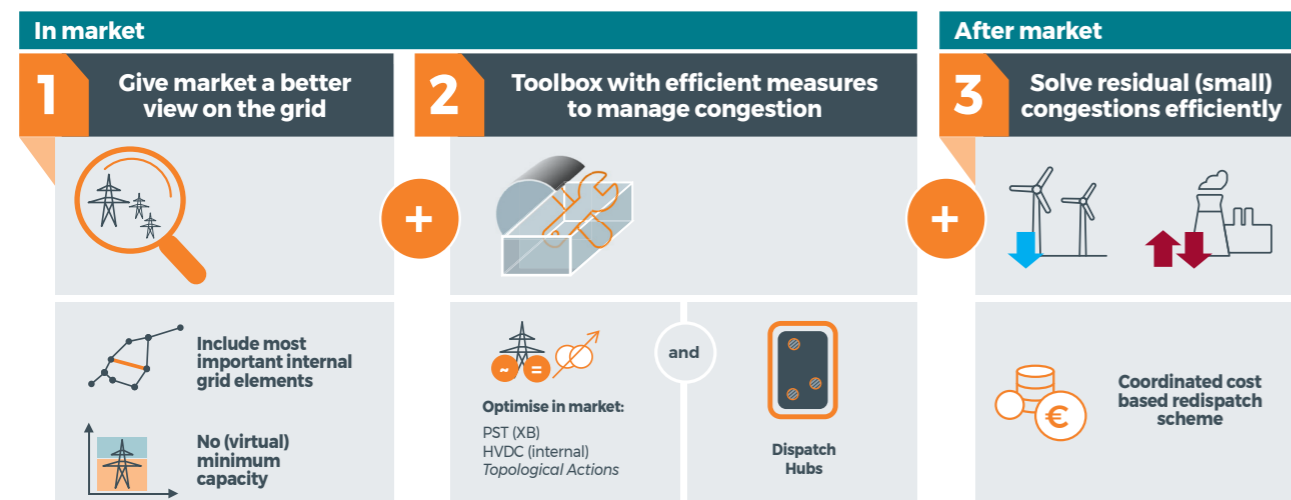 In market
After market
1
Give market a better
view on the grid
2
Toolbox with efficient measures
to manage congestion
3
Solve residual (small)
congestions efficiently
+
+
Include most
important internal
grid elements
No (virtual)
minimum
capacity
~ =
Optimise in market:
PST (XB)
HVDC (internal)
Topological Actions
and
Dispatch
Hubs
€
Coordinated cost
based redispatch
scheme